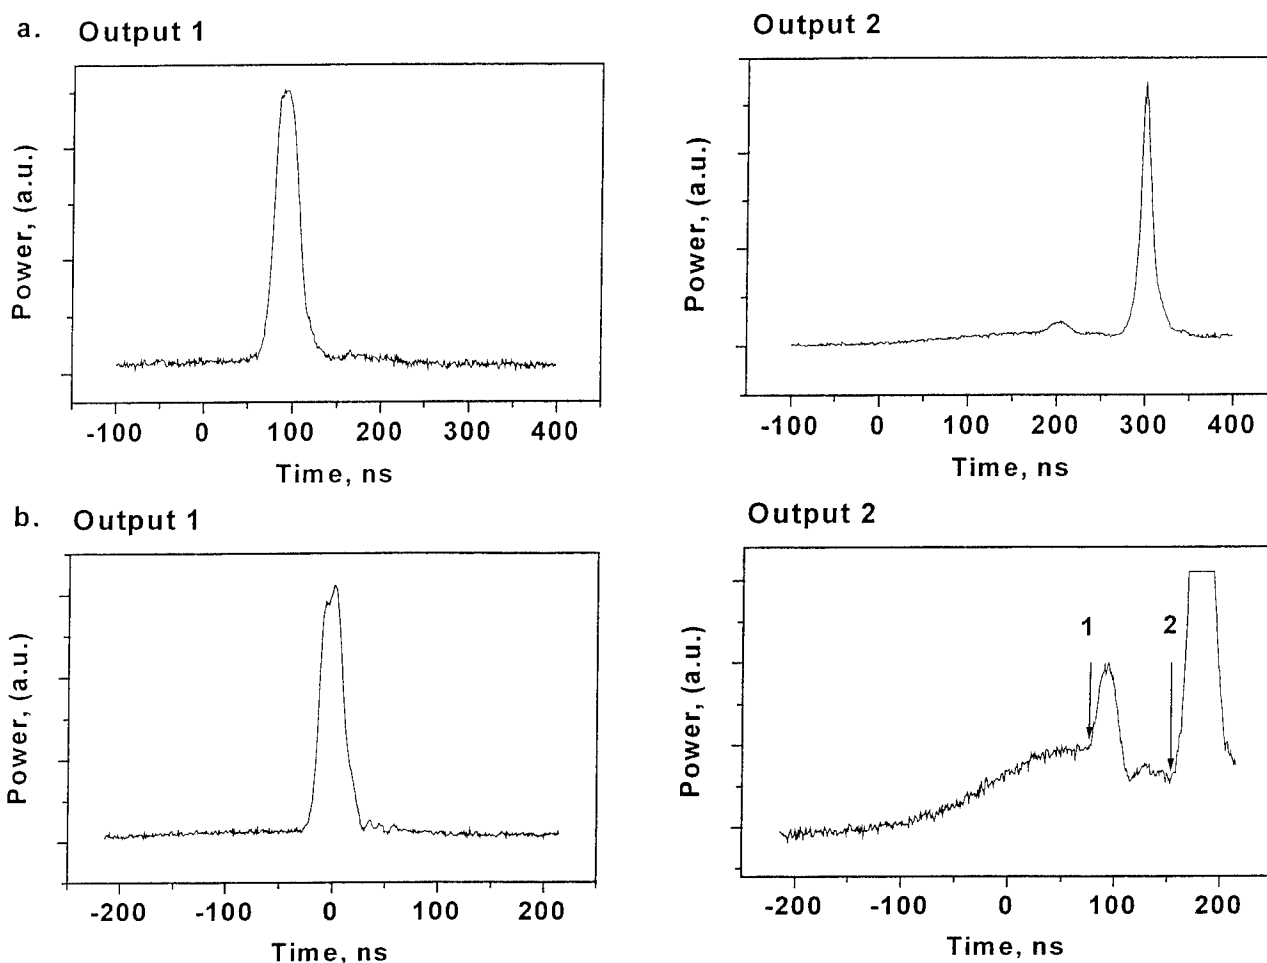 a. Output 1
Power, (a.u.)
-100 0 100 200 300 400
Time, ns
Output 2
Power, (a.u.)
-100 0 100 200 300 400
Time, ns
b. Output 1
Power, (a.u.)
-200 -100 0 100 200
Time, ns
Output 2
1 2
Power, (a.u.)
-200 -100 0 100 200
Time, ns